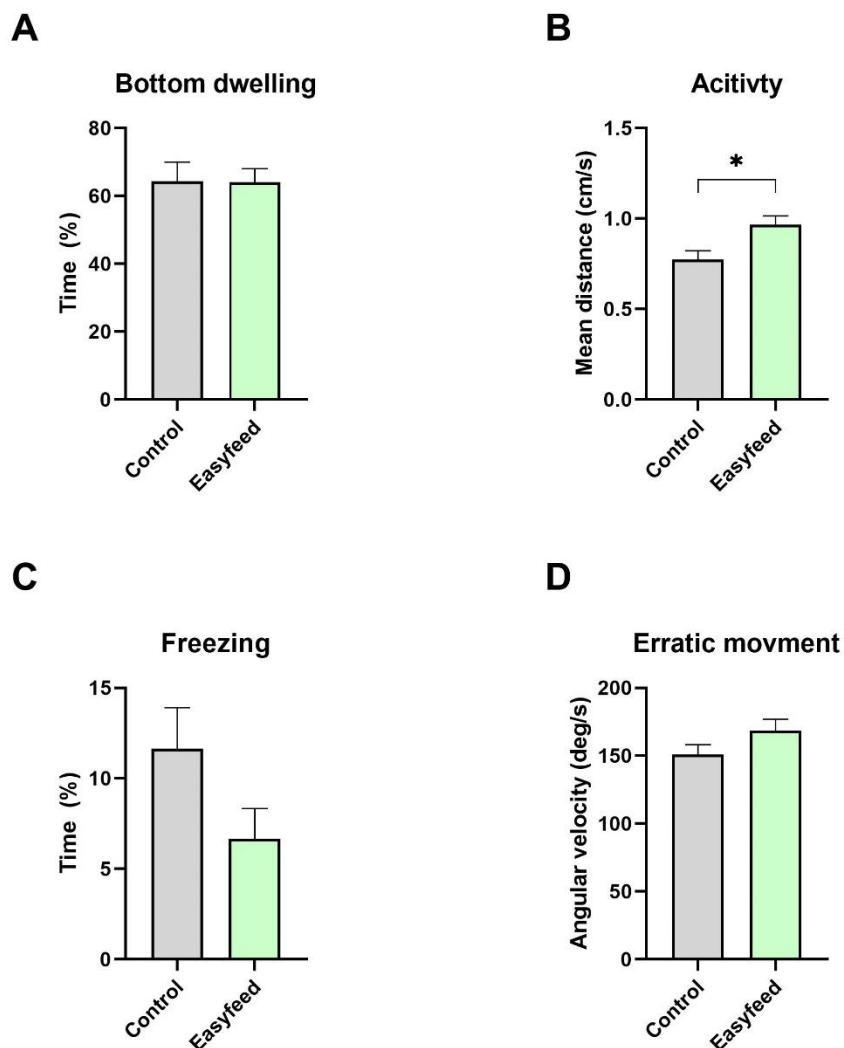 A
Bottom dwelling
Time (%)
80
60
40
20
0
Control
Easyfeed
B
Acitivty
Mean distance (cm/s)
1.5
1.0
0.5
0.0
*
Control
Easyfeed
C
Freezing
Time (%)
15
10
5
0
Control
Easyfeed
D
Erratic movment
Angular velocity (deg/s)
200
150
100
50
0
Control
Easyfeed